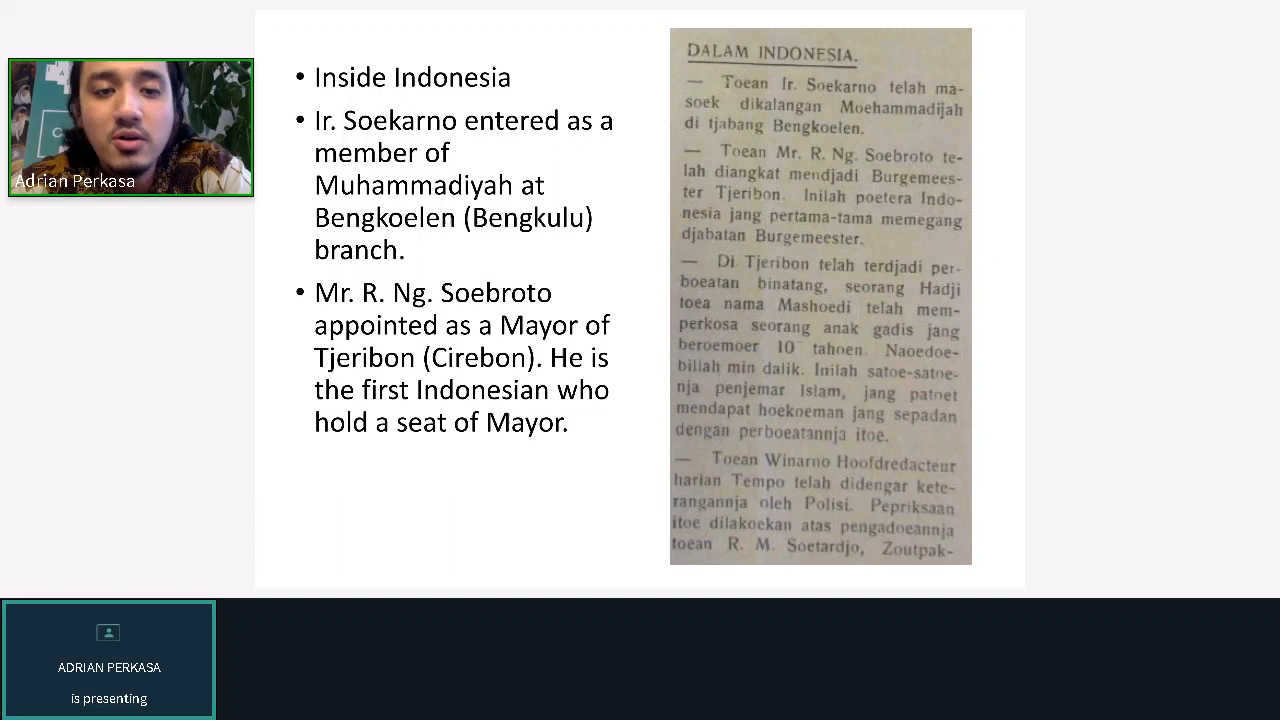 Adrian Perkasa
• Inside Indonesia
• Ir. Soekarno entered as a
member of
Muhammadiyah at
Bengkoelen (Bengkulu)
branch.
• Mr. R. Ng. Soebroto
appointed as a Mayor of
Tjeribon (Cirebon). He is
the first Indonesian who
hold a seat of Mayor.
DALAM INDONESIA.
— Toean Ir. Soekarno telah ma-
soek dikalangan Moehammadijah
di tjabang Bengkoelen.
— Toean Mr. R. Ng. Soebroto te-
lah diangkat mendjadi Burgemees-
ter Tjeribon. Inilah poetera Indo-
nesia jang pertama-tama memegang
djabatan Burgemeester.
— Di Tjeribon telah terdjadi per-
boeatan binatang, seorang Hadji
toea nama Mashoedi telah mem-
perkosa seorang anak gadis jang
beroemoer 10 tahoen. Naoedoe-
billah min dalik. Inilah satoe-satoe-
nja penjemar Islam, jang patoet
mendapat hoekoeman jang sepadan
dengan perboeatannja itoe.
— Toean Winarno Hoofdredacteur
harian Tempo telah didengar kete-
rangannja oleh Polisi. Pepriksaan
itoe dilakoekan atas pengadoeannja
toean R. M. Soetardjo, Zoutpak-
ADRIAN PERKASA
is presenting